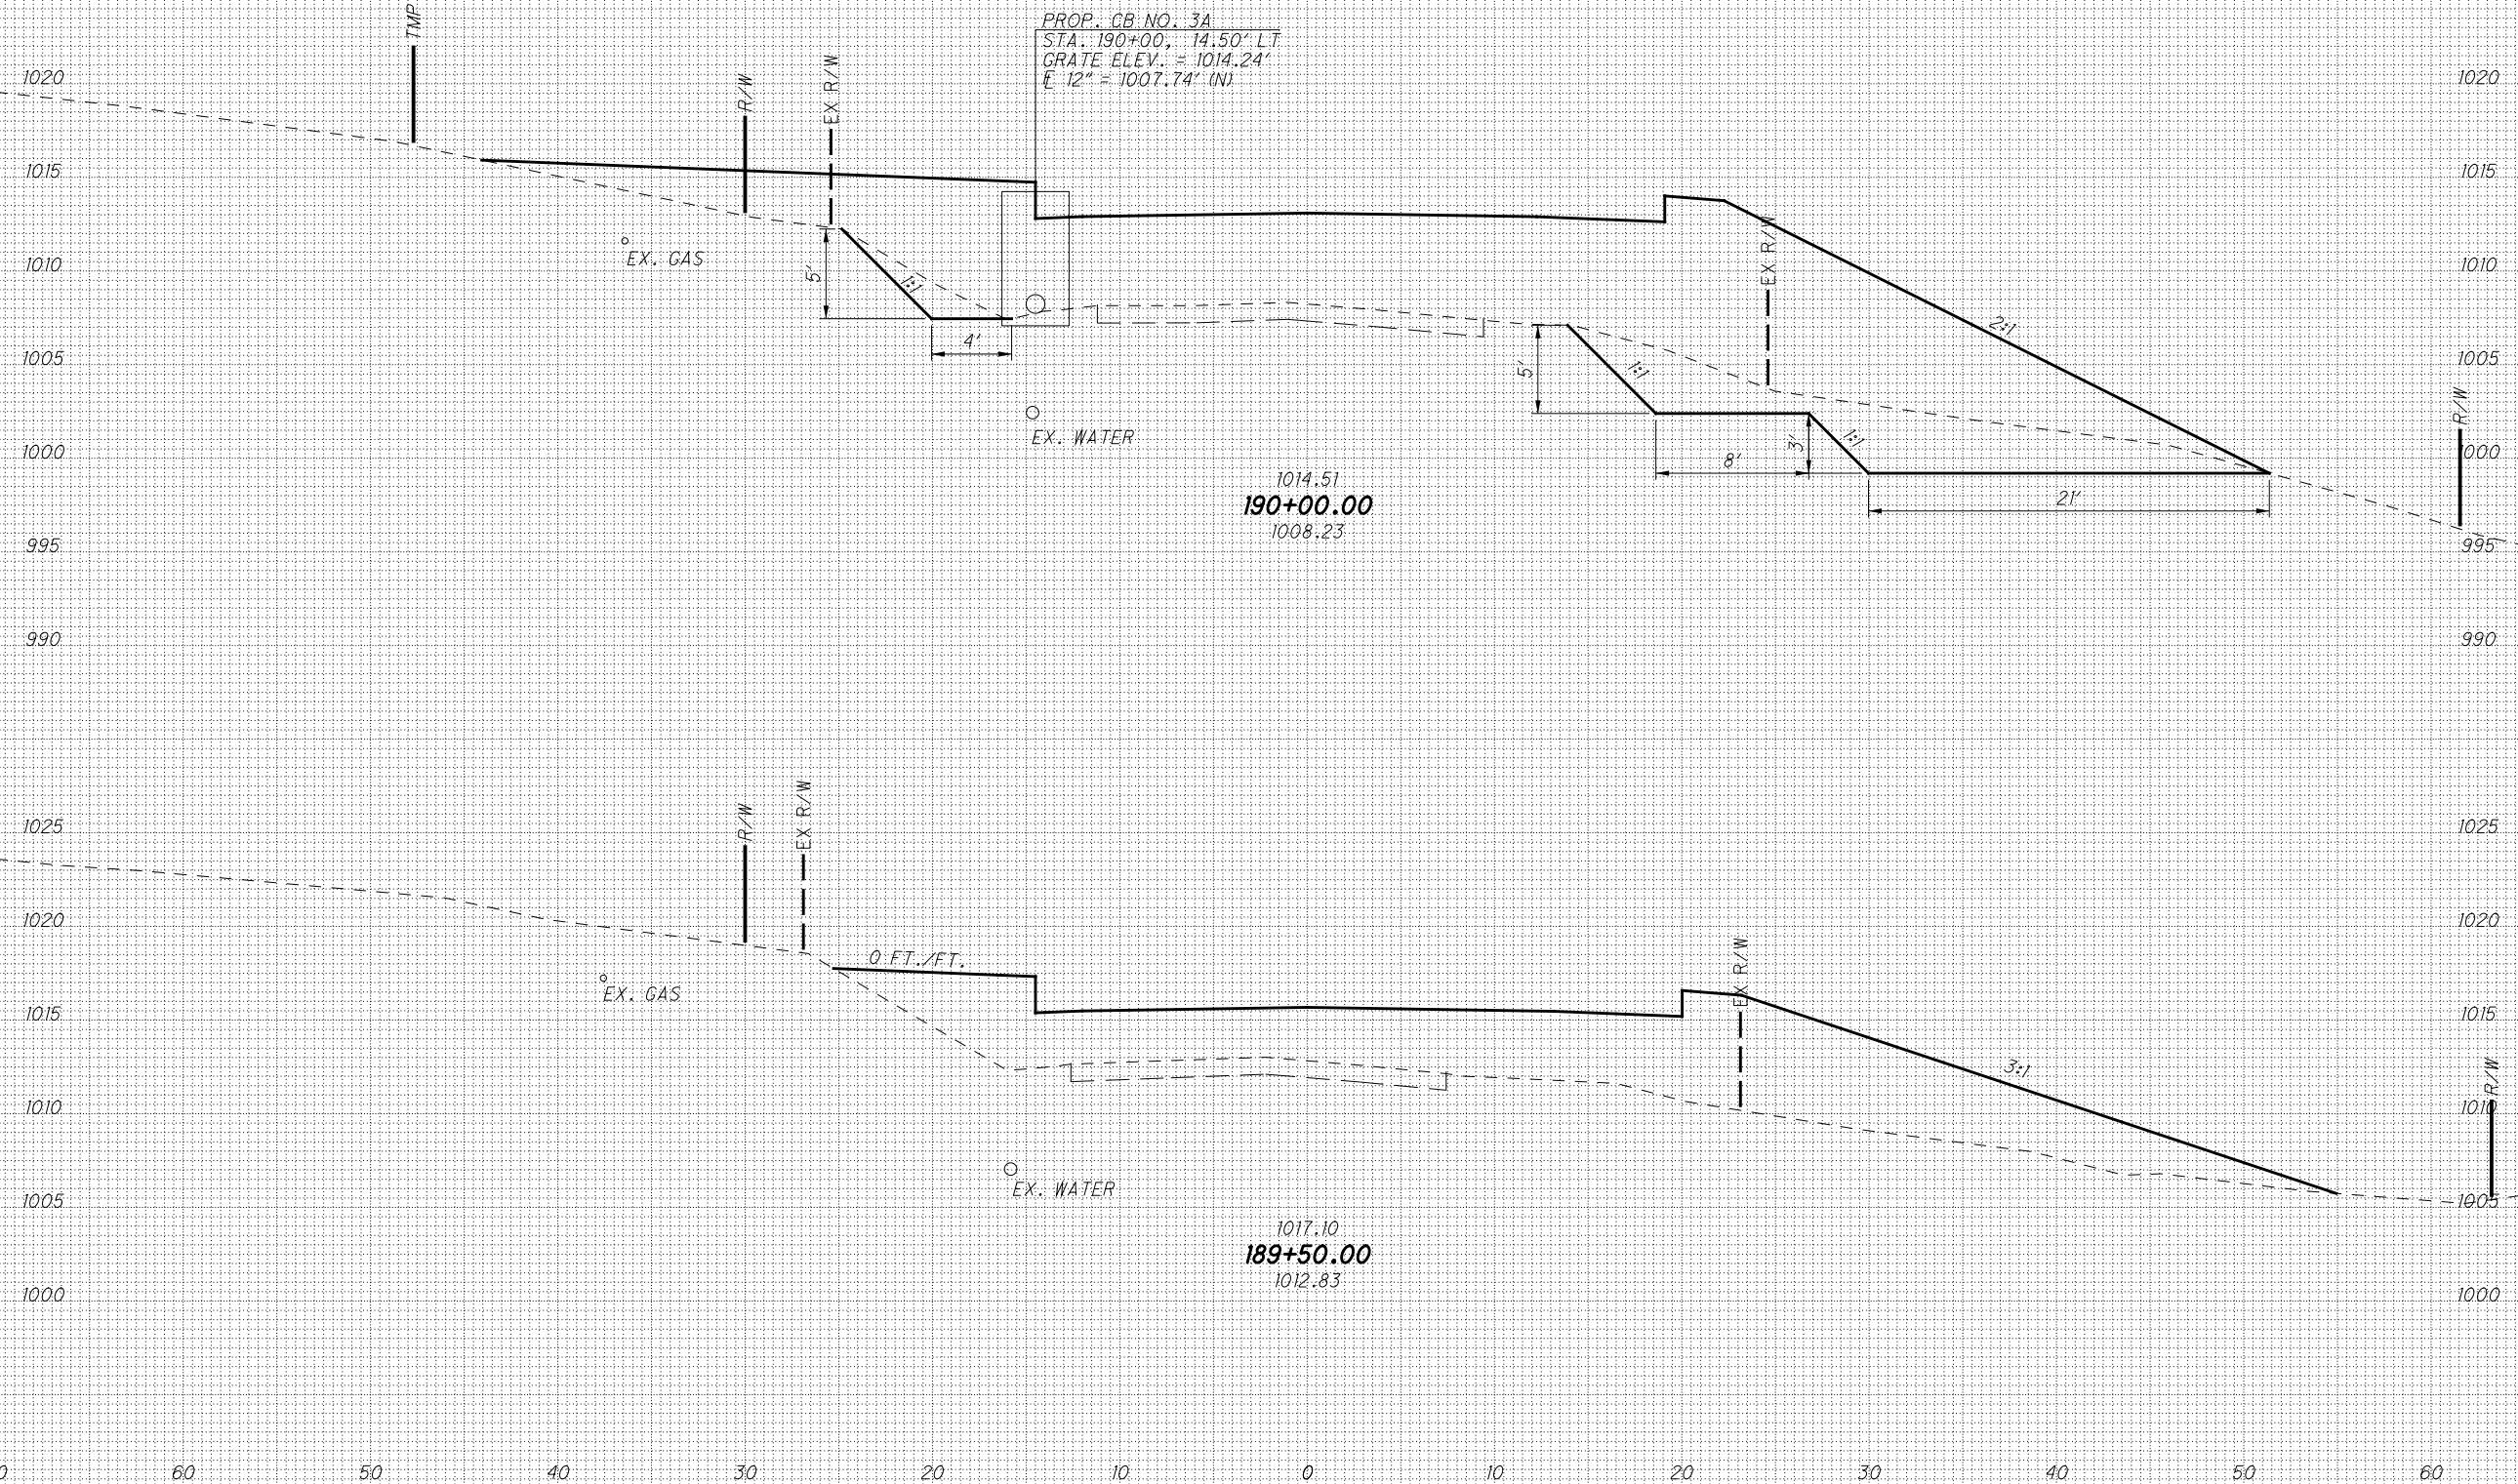 TMP
PROP. CB NO. 3A
STA. 190+00, 14.50' LT
GRATE ELEV. = 1014.24'
12" = 1007.74' (N)
R/W
EX R/W
1020 1020
1015 1015
1010 1010
1005 1005
1000 1000
995 995
990 990
EX. GAS
5'
1:1
4'
EX. WATER
EX R/W
2:1
5'
1:1
8'
3'
1:1
21'
R/W
1014.51
190+00.00
1008.23
R/W
EX R/W
1025 1025
1020 1020
1015 1015
1010 1010
1005 1005
1000 1000
0 FT./FT.
EX. GAS
EX R/W
3:1
R/W
EX. WATER
1017.10
189+50.00
1012.83
0 60 50 40 30 20 10 0 10 20 30 40 50 60